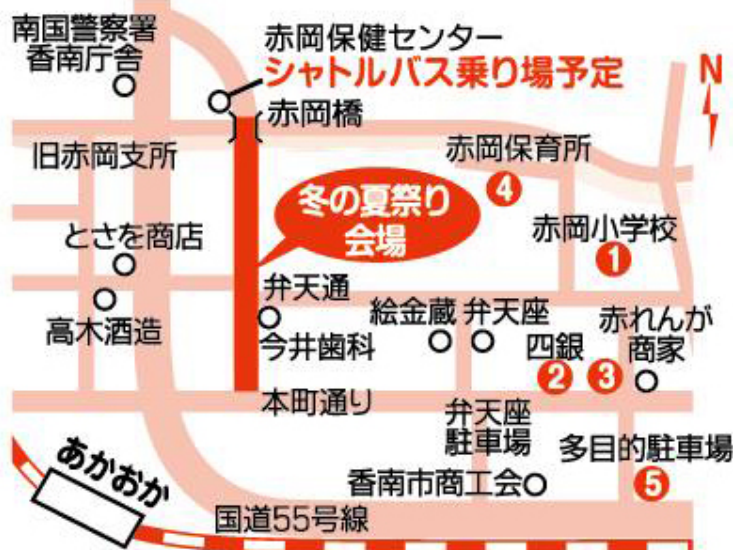 南国警察署
香南庁舎
赤岡保健センター
シャトルバス乗り場予定
N
赤岡橋
旧赤岡支所
赤岡保育所
4
冬の夏祭り
会場
赤岡小学校
1
とさを商店
高木酒造
弁天通
今井歯科
絵金蔵
弁天座
四銀
2
3
赤れんが
商家
本町通り
弁天座
駐車場
多目的駐車場
5
香南市商工会
あかおか
国道55号線